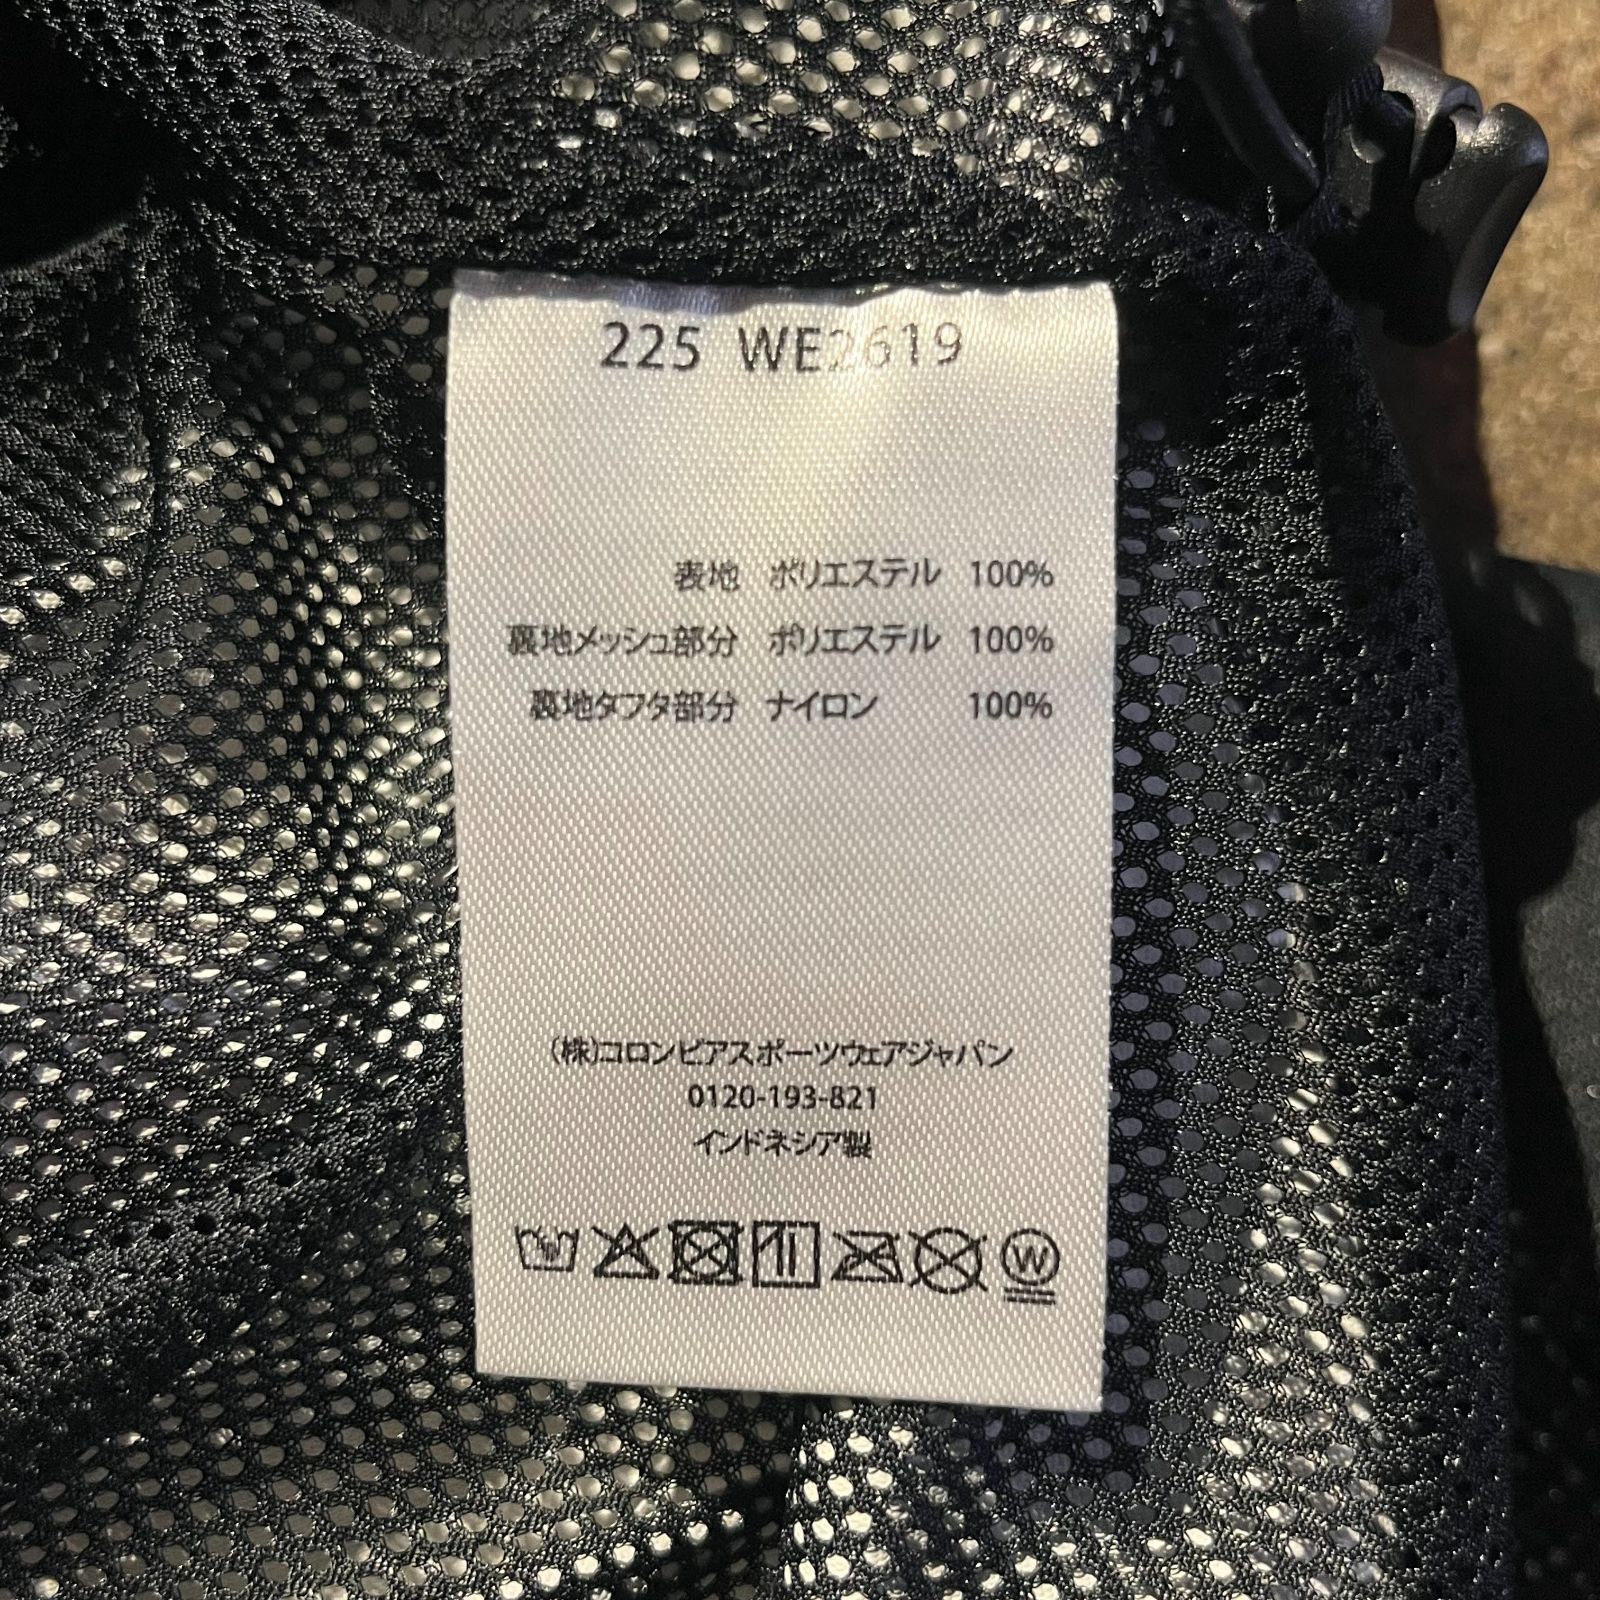 225 WE2619
表地 ポリエステル 100%
裏地メッシュ部分 ポリエステル 100%
裏地タフタ部分 ナイロン 100%
(株)コロンビアスポーツウェアジャパン
0120-193-821
インドネシア製
W